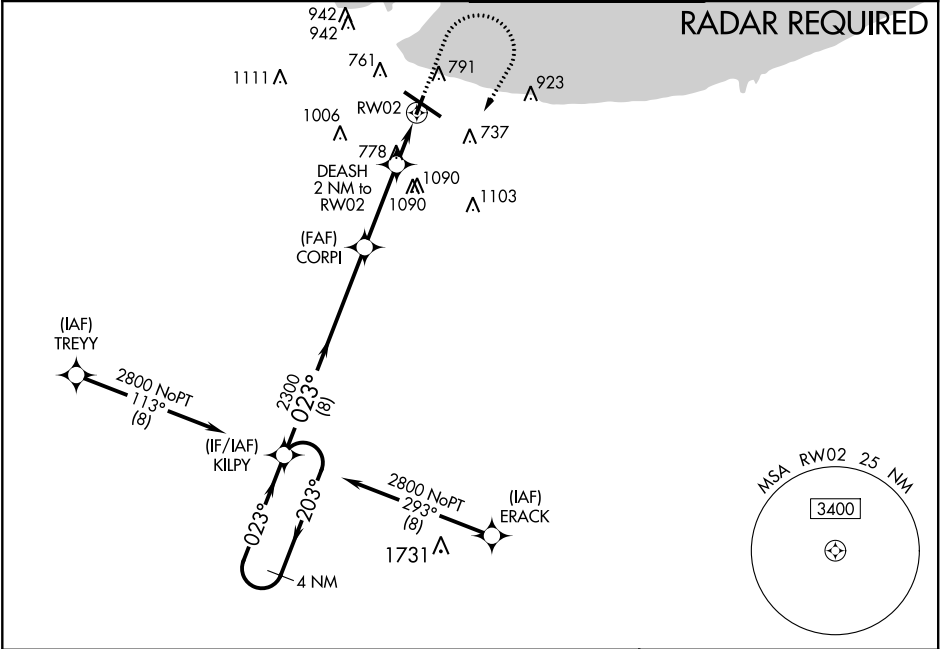 RADAR REQUIRED
942
942
761
791
1111
923
RW02
1006
737
778
DEASH
2 NM to
RW02
1090
1090
1103
(FAF)
CORPI
(IAF)
TREYY
2800 NoPT
113°
(8)
2300
023°
(8)
(IF/IAF)
KILPY
2800 NoPT
293°
(8)
(IAF)
ERACK
023°
203°
1731
4 NM
MSA RW02 25 NM
3400